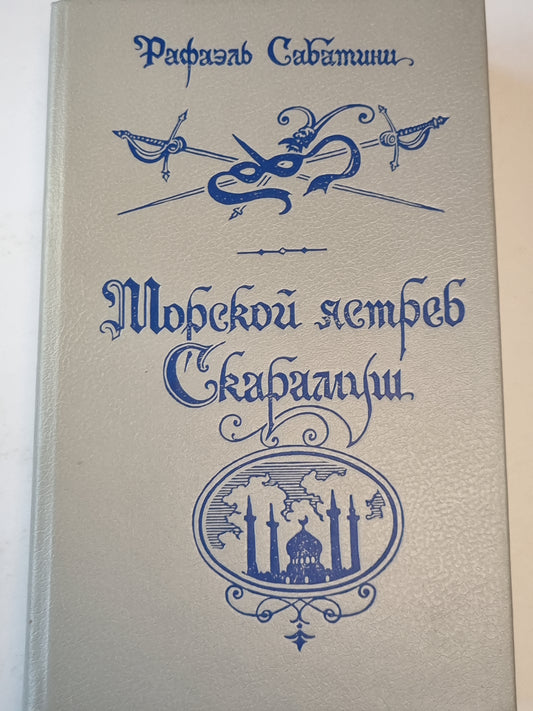 Рафаэль Сабатини
Морской ястреб
Скарамуш